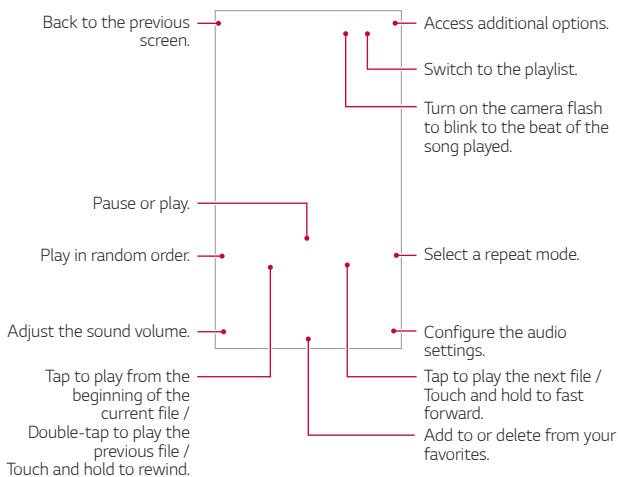 Back to the previous
screen.
Access additional options.
Switch to the playlist.
Turn on the camera flash
to blink to the beat of the
song played.
Pause or play.
Play in random order.
Select a repeat mode.
Adjust the sound volume.
Configure the audio
settings.
Tap to play from the
beginning of the
current file /
Double-tap to play the
previous file /
Touch and hold to rewind.
Tap to play the next file /
Touch and hold to fast
forward.
Add to or delete from your
favorites.